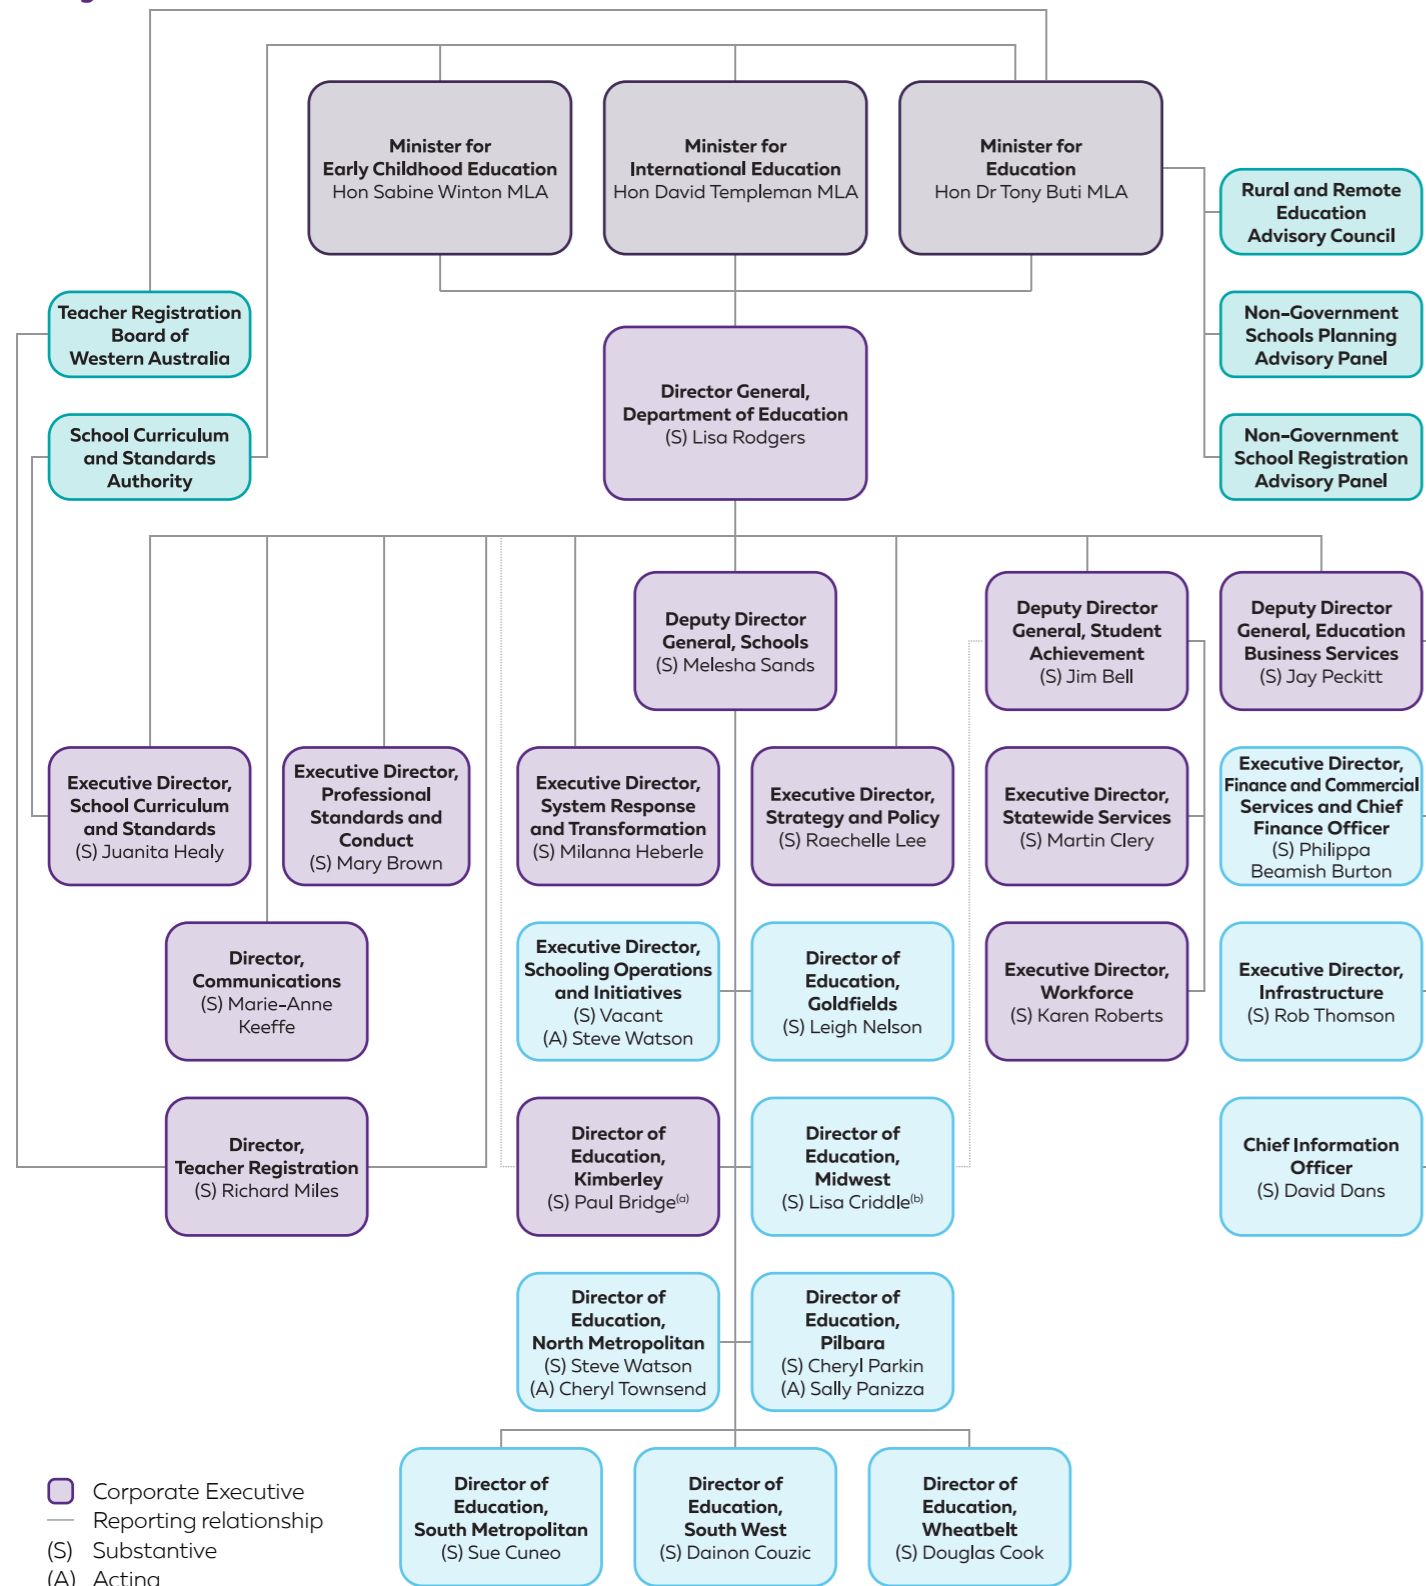 Minister for
Early Childhood Education
Hon Sabine Winton MLA
Minister for
International Education
Hon David Templeman MLA
Minister for
Education
Hon Dr Tony Buti MLA
Rural and Remote
Education
Advisory Council
Teacher Registration
Board of
Western Australia
Non-Government
Schools Planning
Advisory Panel
Director General,
Department of Education
(S) Lisa Rodgers
School Curriculum
and Standards
Authority
Non-Government
School Registration
Advisory Panel
Deputy Director
General, Schools
(S) Melesha Sands
Deputy Director
General, Student
Achievement
(S) Jim Bell
Deputy Director
General, Education
Business Services
(S) Jay Peckitt
Executive Director,
School Curriculum
and Standards
(S) Juanita Healy
Executive Director,
Professional
Standards and
Conduct
(S) Mary Brown
Executive Director,
System Response
and Transformation
(S) Milanna Heberle
Executive Director,
Strategy and Policy
(S) Raechelle Lee
Executive Director,
Statewide Services
(S) Martin Clery
Executive Director,
Finance and Commercial
Services and Chief
Finance Officer
(S) Philippa
Beamish Burton
Director,
Communications
(S) Marie-Anne
Keeffe
Executive Director,
Schooling Operations
and Initiatives
(S) Vacant
(A) Steve Watson
Director of
Education,
Goldfields
(S) Leigh Nelson
Executive Director,
Workforce
(S) Karen Roberts
Executive Director,
Infrastructure
(S) Rob Thomson
Director,
Teacher Registration
(S) Richard Miles
Director of
Education,
Kimberley
(S) Paul Bridge(a)
Director of
Education,
Midwest
(S) Lisa Criddle(b)
Chief Information
Officer
(S) David Dans
Director of
Education,
North Metropolitan
(S) Steve Watson
(A) Cheryl Townsend
Director of
Education,
Pilbara
(S) Cheryl Parkin
(A) Sally Panizza
Director of
Education,
South Metropolitan
(S) Sue Cuneo
Director of
Education,
South West
(S) Dainon Couzic
Director of
Education,
Wheatbelt
(S) Douglas Cook
Corporate Executive
Reporting relationship
(S) Substantive
(A) Acting